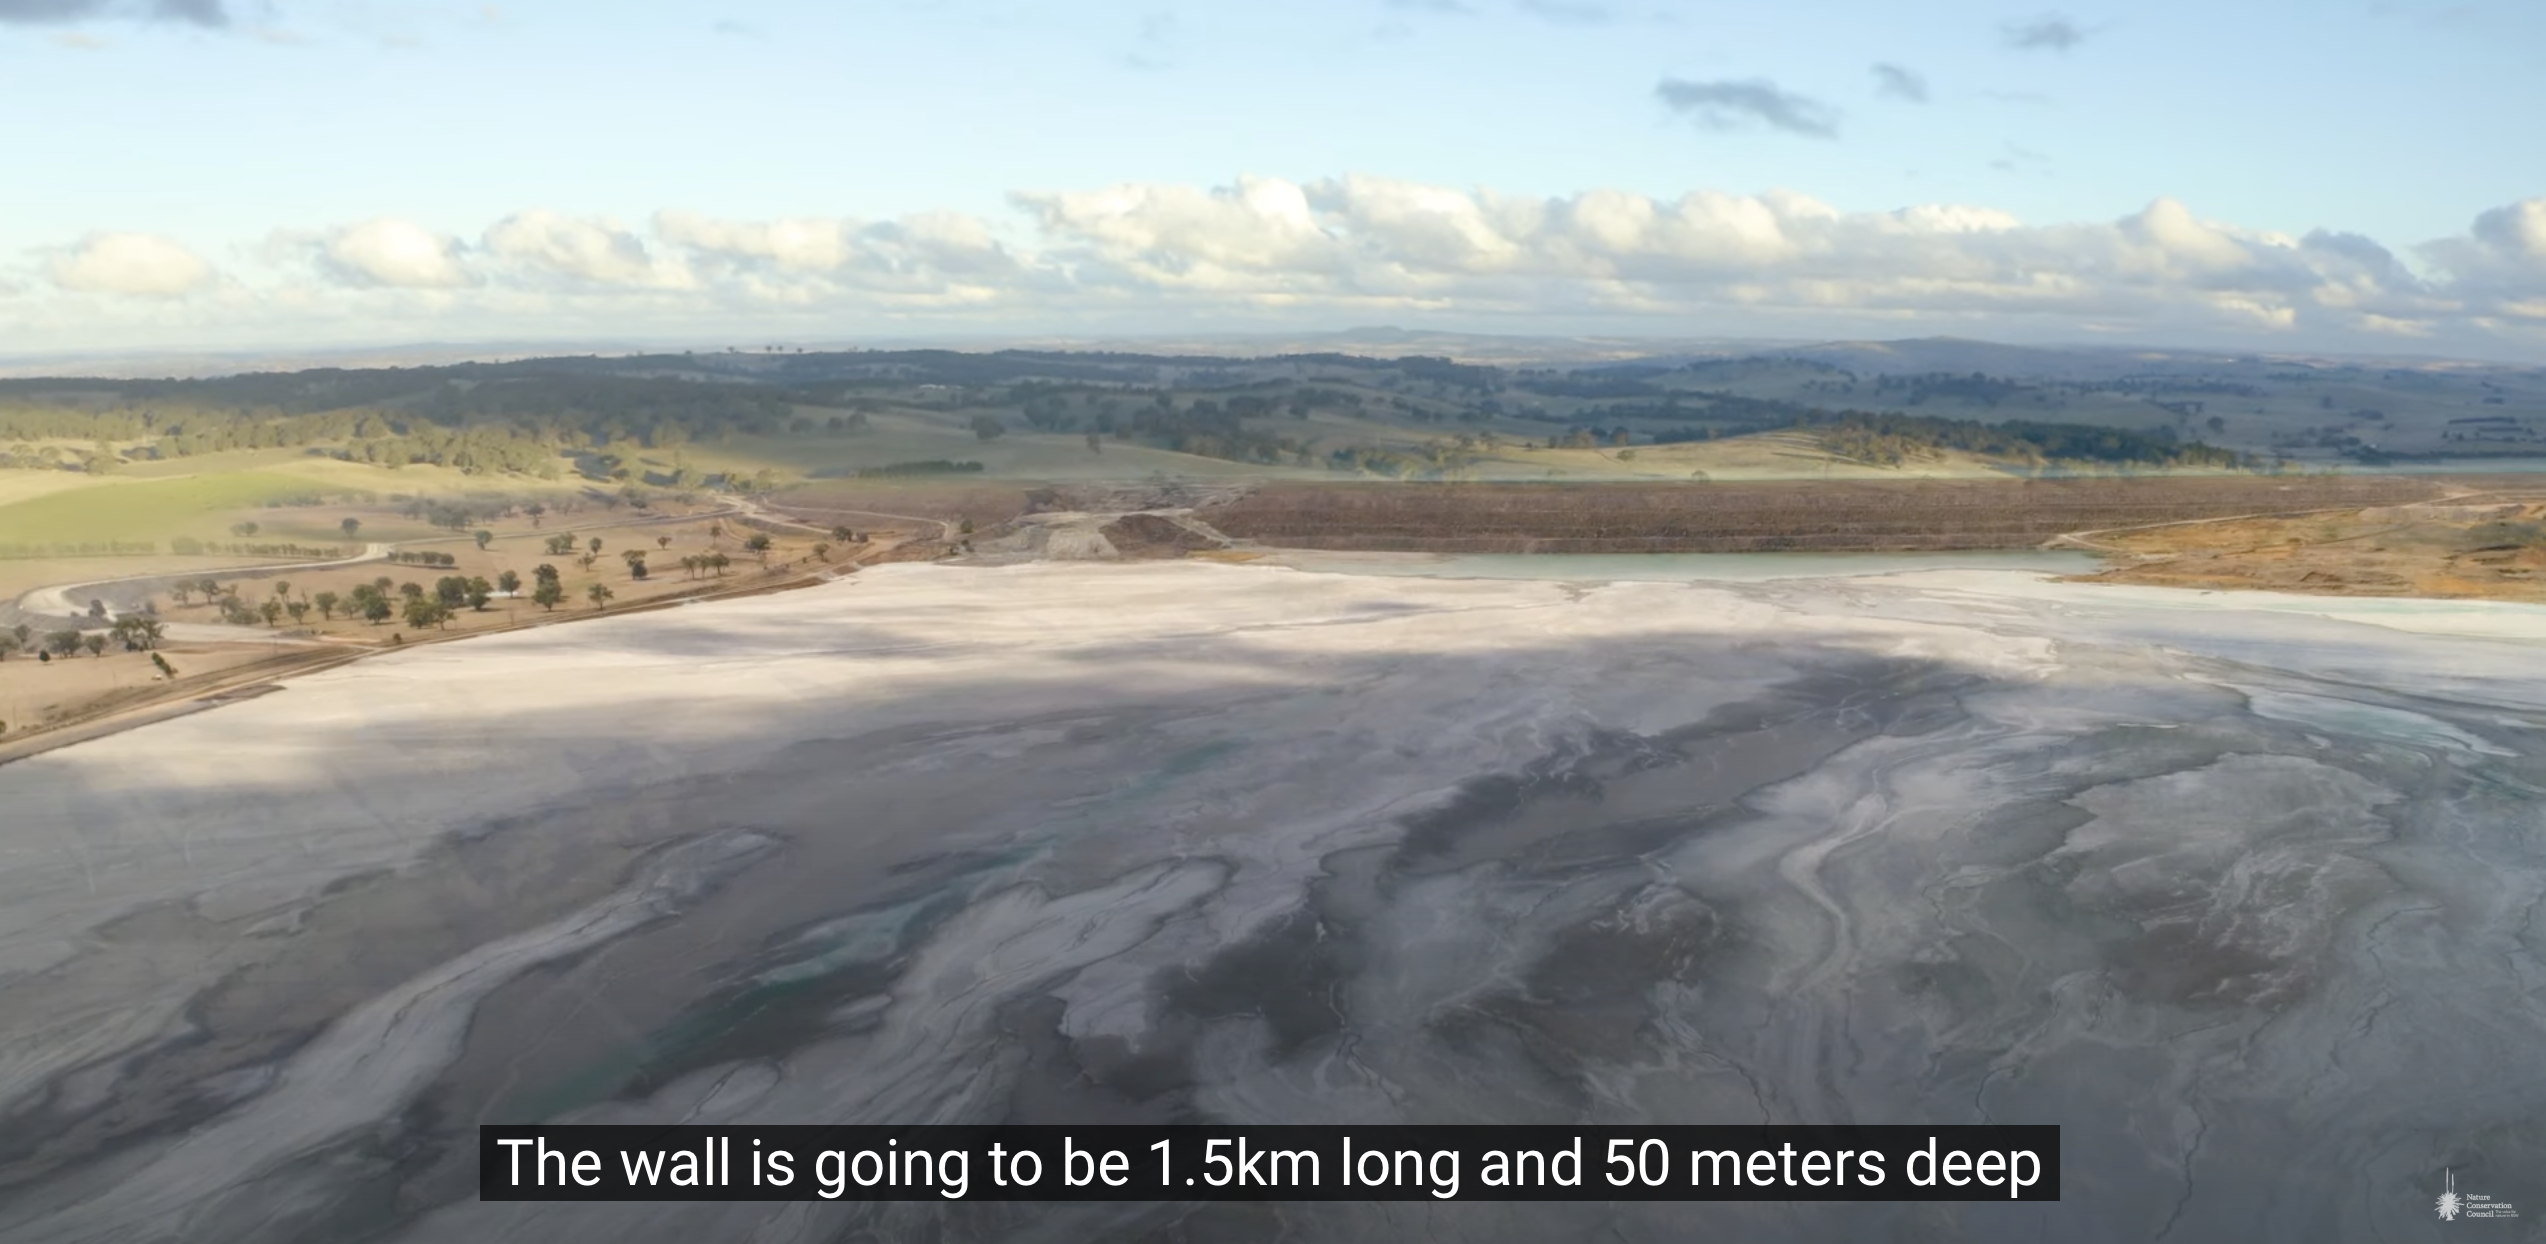 The wall is going to be 1.5km long and 50 meters deep
Nature
Conservation
Council